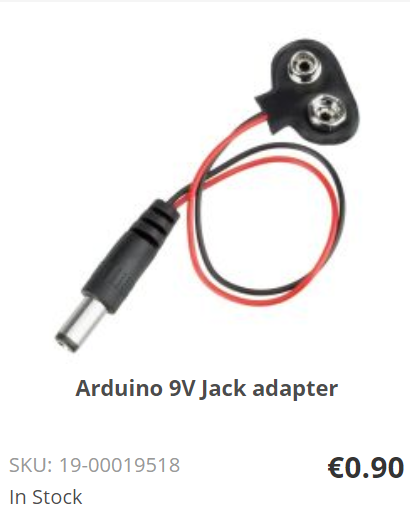 Arduino 9V Jack adapter
SKU: 19-00019518
€0.90
In Stock